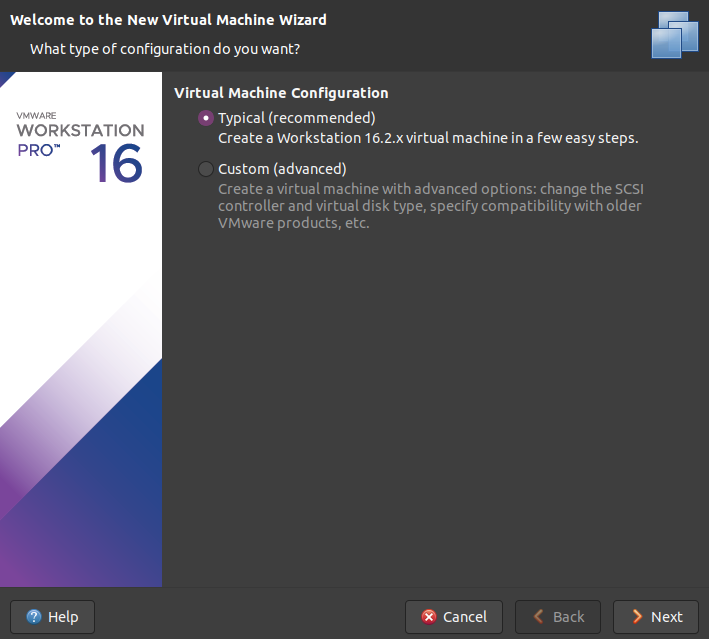 Welcome to the New Virtual Machine Wizard
What type of configuration do you want?
VMWARE
WORKSTATION
PRO™ 16
Virtual Machine Configuration
Typical (recommended)
Create a Workstation 16.2.x virtual machine in a few easy steps.
Custom (advanced)
Create a virtual machine with advanced options: change the SCSI
controller and virtual disk type, specify compatibility with older
VMware products, etc.
Help
Cancel
Back
Next